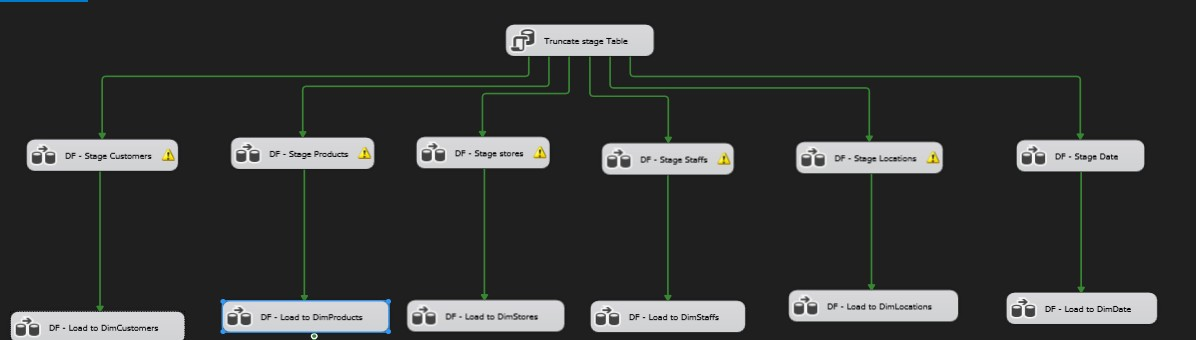 Truncate stage Table
DF - Stage Customers
DF - Stage Products
DF - Stage stores
DF - Stage Staffs
DF - Stage Locations
DF - Stage Date
DF - Load to DimCustomers
DF - Load to DimProducts
DF - Load to DimStores
DF - Load to DimStaffs
DF - Load to DimLocations
DF - Load to DimDate